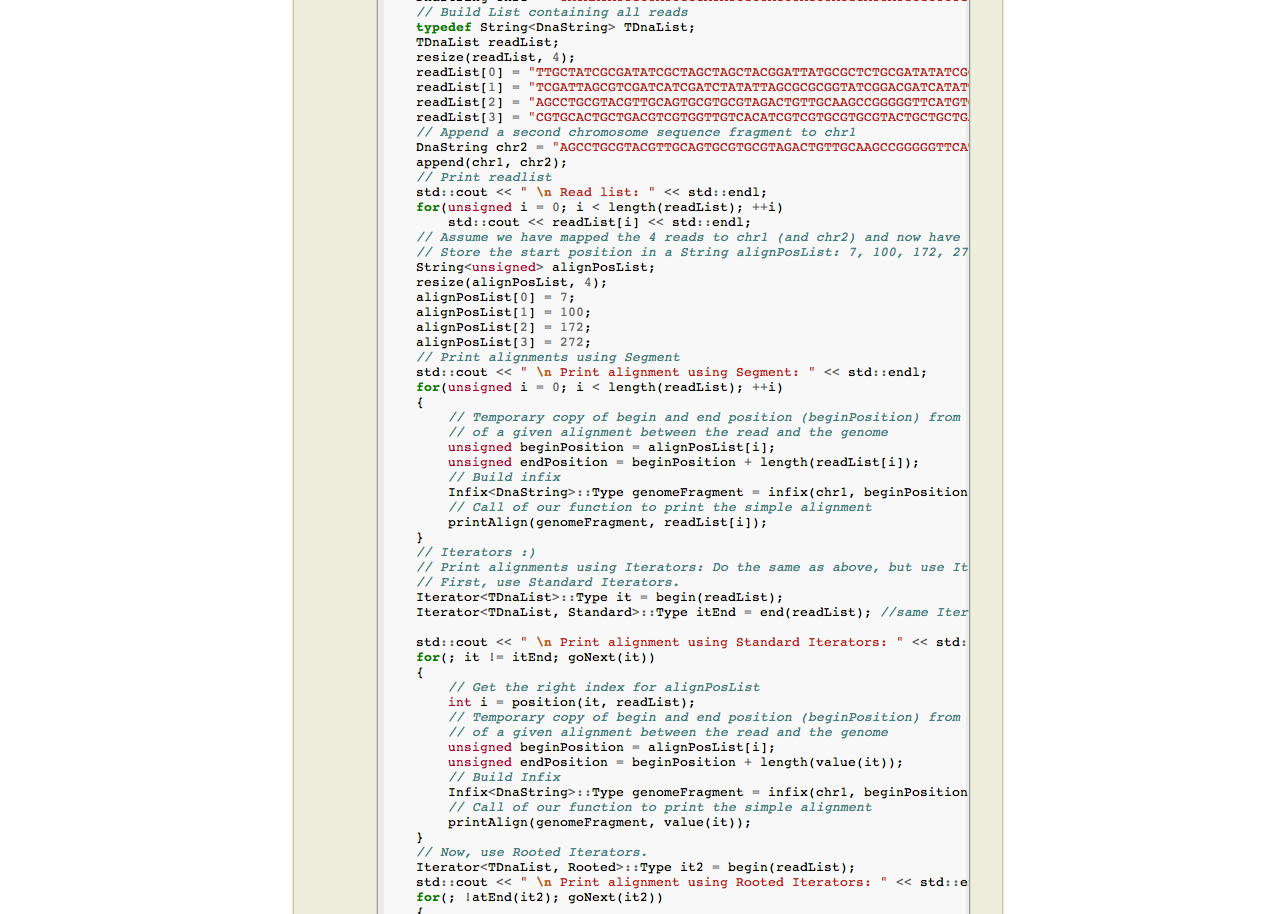 // Build List containing all reads
typedef String<DnaString> TDnaList;
TDnaList readList;
resize(readList, 4);
readList[0] = "TTGCTATCGCGATATCGCTAGCTAGCTACGGATTATGCGCTCTGCGATATATCG
readList[1] = "TCGATTAGCGTCGATCATCGATCTATATTAGCGCGCGGTATCGGACGATCATAT
readList[2] = "AGCCTGCGTACGTTGCAGTGCGTGCGTAGACTGTTGCAAGCCGGGGGTTCATGT
readList[3] = "CGTGCACTGCTGACGTCGTGGTTGTCACATCGTCGTGCGTGCGTACTGCTGCTG
// Append a second chromosome sequence fragment to chr1
DnaString chr2 = "AGCCTGCGTACGTTGCAGTGCGTGCGTAGACTGTTGCAAGCCGGGGGTTCA
append(chr1, chr2);
// Print readlist
std::cout << " \n Read list: " << std::endl;
for(unsigned i = 0; i < length(readList); ++i)
std::cout << readList[i] << std::endl;
// Assume we have mapped the 4 reads to chr1 (and chr2) and now have
// Store the start position in a String alignPosList: 7, 100, 172, 27
String<unsigned> alignPosList;
resize(alignPosList, 4);
alignPosList[0] = 7;
alignPosList[1] = 100;
alignPosList[2] = 172;
alignPosList[3] = 272;
// Print alignments using Segment
std::cout << " \n Print alignment using Segment: " << std::endl;
for(unsigned i = 0; i < length(readList); ++i)
{
// Temporary copy of begin and end position (beginPosition) from
// of a given alignment between the read and the genome
unsigned beginPosition = alignPosList[i];
unsigned endPosition = beginPosition + length(readList[i]);
// Build infix
Infix<DnaString>::Type genomeFragment = infix(chr1, beginPosition
// Call of our function to print the simple alignment
printAlign(genomeFragment, readList[i]);
}
// Iterators :)
// Print alignments using Iterators: Do the same as above, but use It
// First, use Standard Iterators.
Iterator<TDnaList>::Type it = begin(readList);
Iterator<TDnaList, Standard>::Type itEnd = end(readList); //same Iter
std::cout << " \n Print alignment using Standard Iterators: " << std:
for(; it != itEnd; goNext(it))
{
// Get the right index for alignPosList
int i = position(it, readList);
// Temporary copy of begin and end position (beginPosition) from
// of a given alignment between the read and the genome
unsigned beginPosition = alignPosList[i];
unsigned endPosition = beginPosition + length(value(it));
// Build Infix
Infix<DnaString>::Type genomeFragment = infix(chr1, beginPosition
// Call of our function to print the simple alignment
printAlign(genomeFragment, value(it));
}
// Now, use Rooted Iterators.
Iterator<TDnaList, Rooted>::Type it2 = begin(readList);
std::cout << " \n Print alignment using Rooted Iterators: " << std::e
for(; !atEnd(it2); goNext(it2))
{